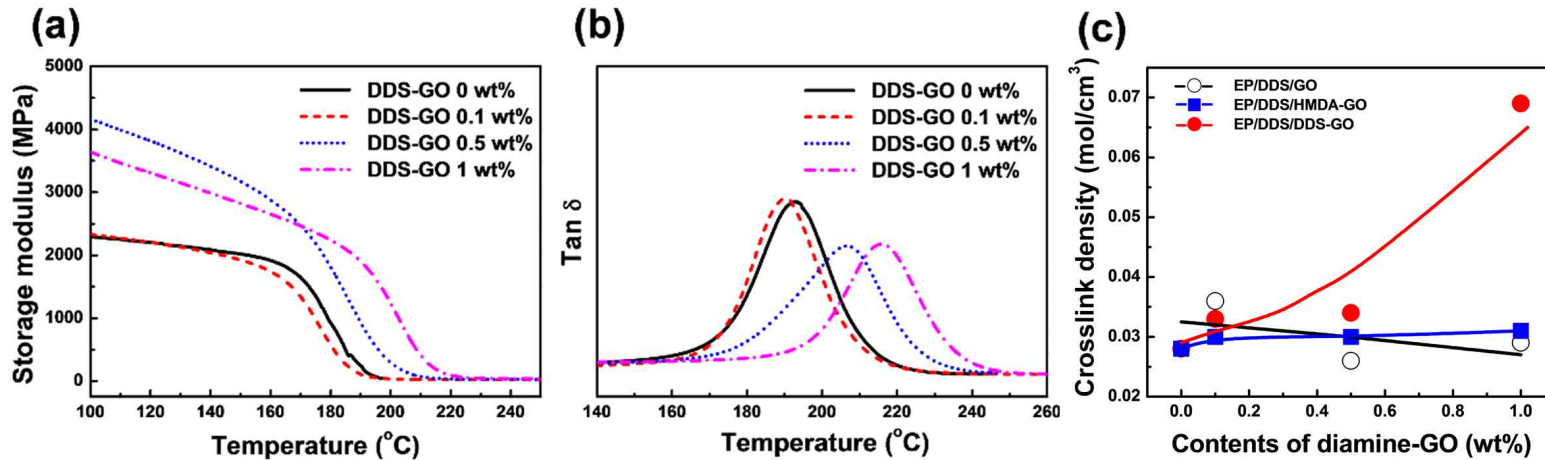 (a)
Storage modulus (MPa)
5000
4000
3000
2000
1000
0
DDS-GO 0 wt%
DDS-GO 0.1 wt%
DDS-GO 0.5 wt%
DDS-GO 1 wt%
100 120 140 160 180 200 220 240
Temperature (°C)
(b)
Tan δ
DDS-GO 0 wt%
DDS-GO 0.1 wt%
DDS-GO 0.5 wt%
DDS-GO 1 wt%
140 160 180 200 220 240 260
Temperature (°C)
(c)
Crosslink density (mol/cm³)
0.07
0.06
0.05
0.04
0.03
0.02
EP/DDS/GO
EP/DDS/HMDA-GO
EP/DDS/DDS-GO
0.0 0.2 0.4 0.6 0.8 1.0
Contents of diamine-GO (wt%)